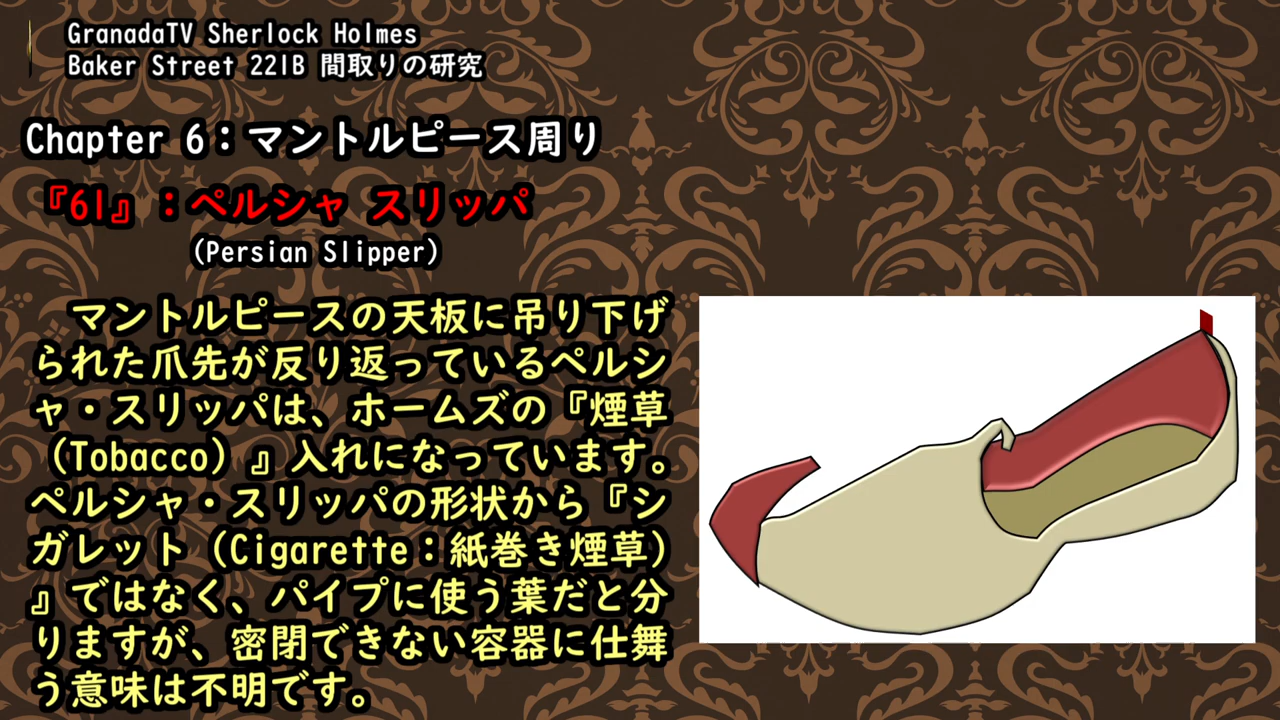 GranadaTV Sherlock Holmes
Baker Street 221B 間取りの研究
Chapter 6：マントルピース周り
『61』：ペルシャ スリッパ
(Persian Slipper)
マントルピースの天板に吊り下げ
られた爪先が反り返っているペルシ
ャ・スリッパは、ホームズの『煙草
（Tobacco）』入れになっています。
ペルシャ・スリッパの形状から『シ
ガレット（Cigarette：紙巻き煙草）
』ではなく、パイプに使う葉だと分
りますが、密閉できない容器に仕舞
う意味は不明です。